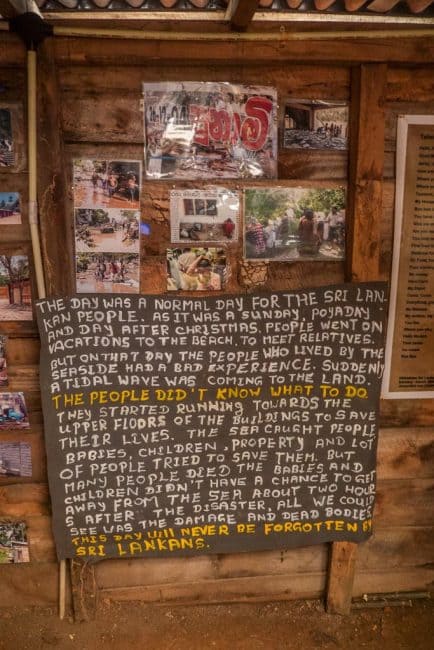 THE DAY WAS A NORMAL DAY FOR THE SRI LAN-
KAN PEOPLE. AS IT WAS A SUNDAY, POYADAY
AND DAY AFTER CHRISTMAS. PEOPLE WENT ON
VACATIONS TO THE BEACH, TO MEET RELATIVES.
BUT ON THAT DAY THE PEOPLE WHO LIVED BY THE
SEASIDE HAD A BAD EXPERIENCE. SUDDENLY
A TIDAL WAVE WAS COMING TO THE LAND.
THE PEOPLE DID'T KNOW WHAT TO DO.
THEY STARTED RUNNING TOWARDS THE
UPPER FLOORS OF THE BUILDINGS TO SAVE
THEIR LIVES. THE SEA CAUGHT PEOPLE
BABIES, CHILDREN, PROPERTY AND LOT
OF PEOPLE TRIED TO SAVE THEM. BUT
MANY PEOPLE DIED THE BABIES AND
CHILDREN DIDN'T HAVE A CHANCE TO GET
AWAY FROM THE SEA ABOUT TWO HOUR
S AFTER THE DISASTER, ALL WE COULD
SEE WAS THE DAMAGE AND DEAD BODIES
THIS DAY WILL NEVER BE FORGOTTEN BY
SRI LANKANS.